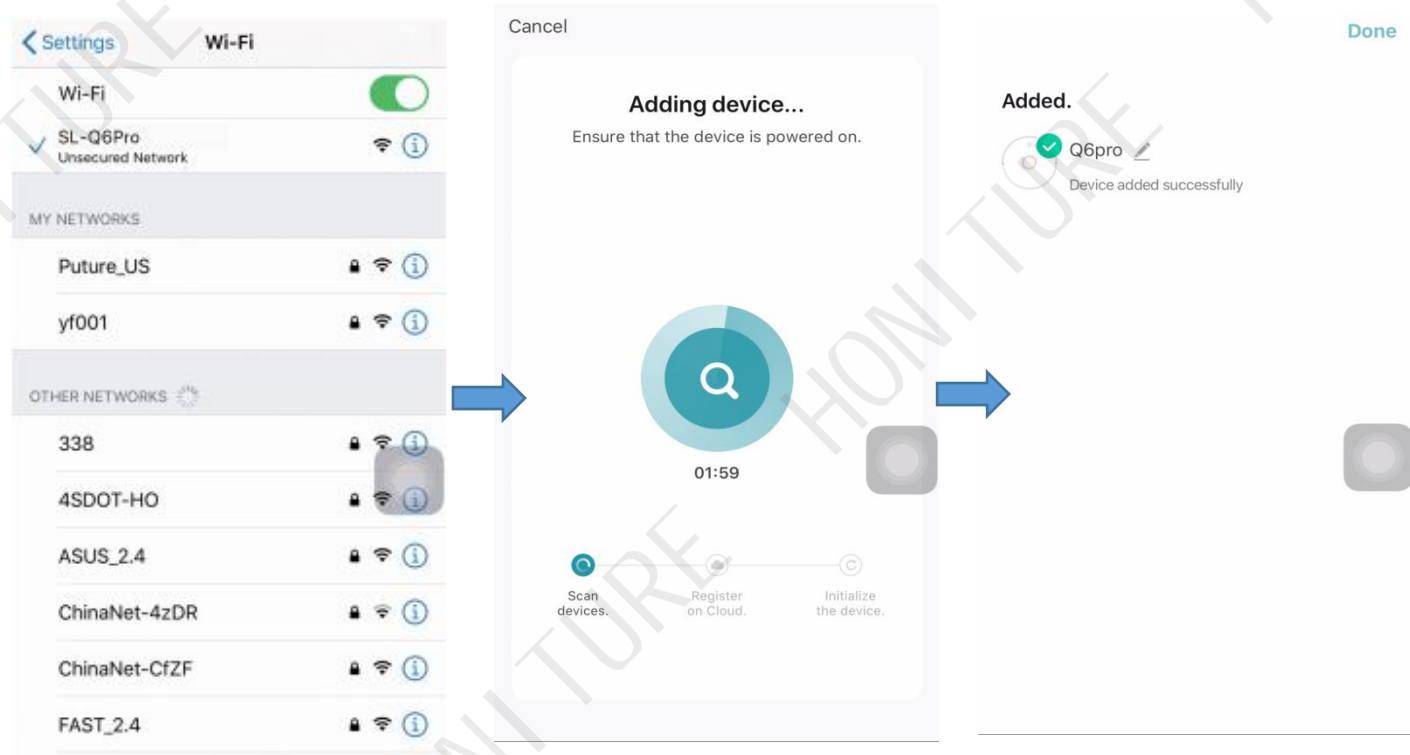 Settings
Wi-Fi
Wi-Fi
SL-Q6Pro
Unsecured Network
MY NETWORKS
Puture_US
yf001
OTHER NETWORKS
338
4SDOT-HO
ASUS_2.4
ChinaNet-4zDR
ChinaNet-CfZF
FAST_2.4
Cancel
Adding device...
Ensure that the device is powered on.
01:59
Scan
devices.
Register
on Cloud.
Initialize
the device.
Done
Added.
Q6pro
Device added successfully
HONI TURE